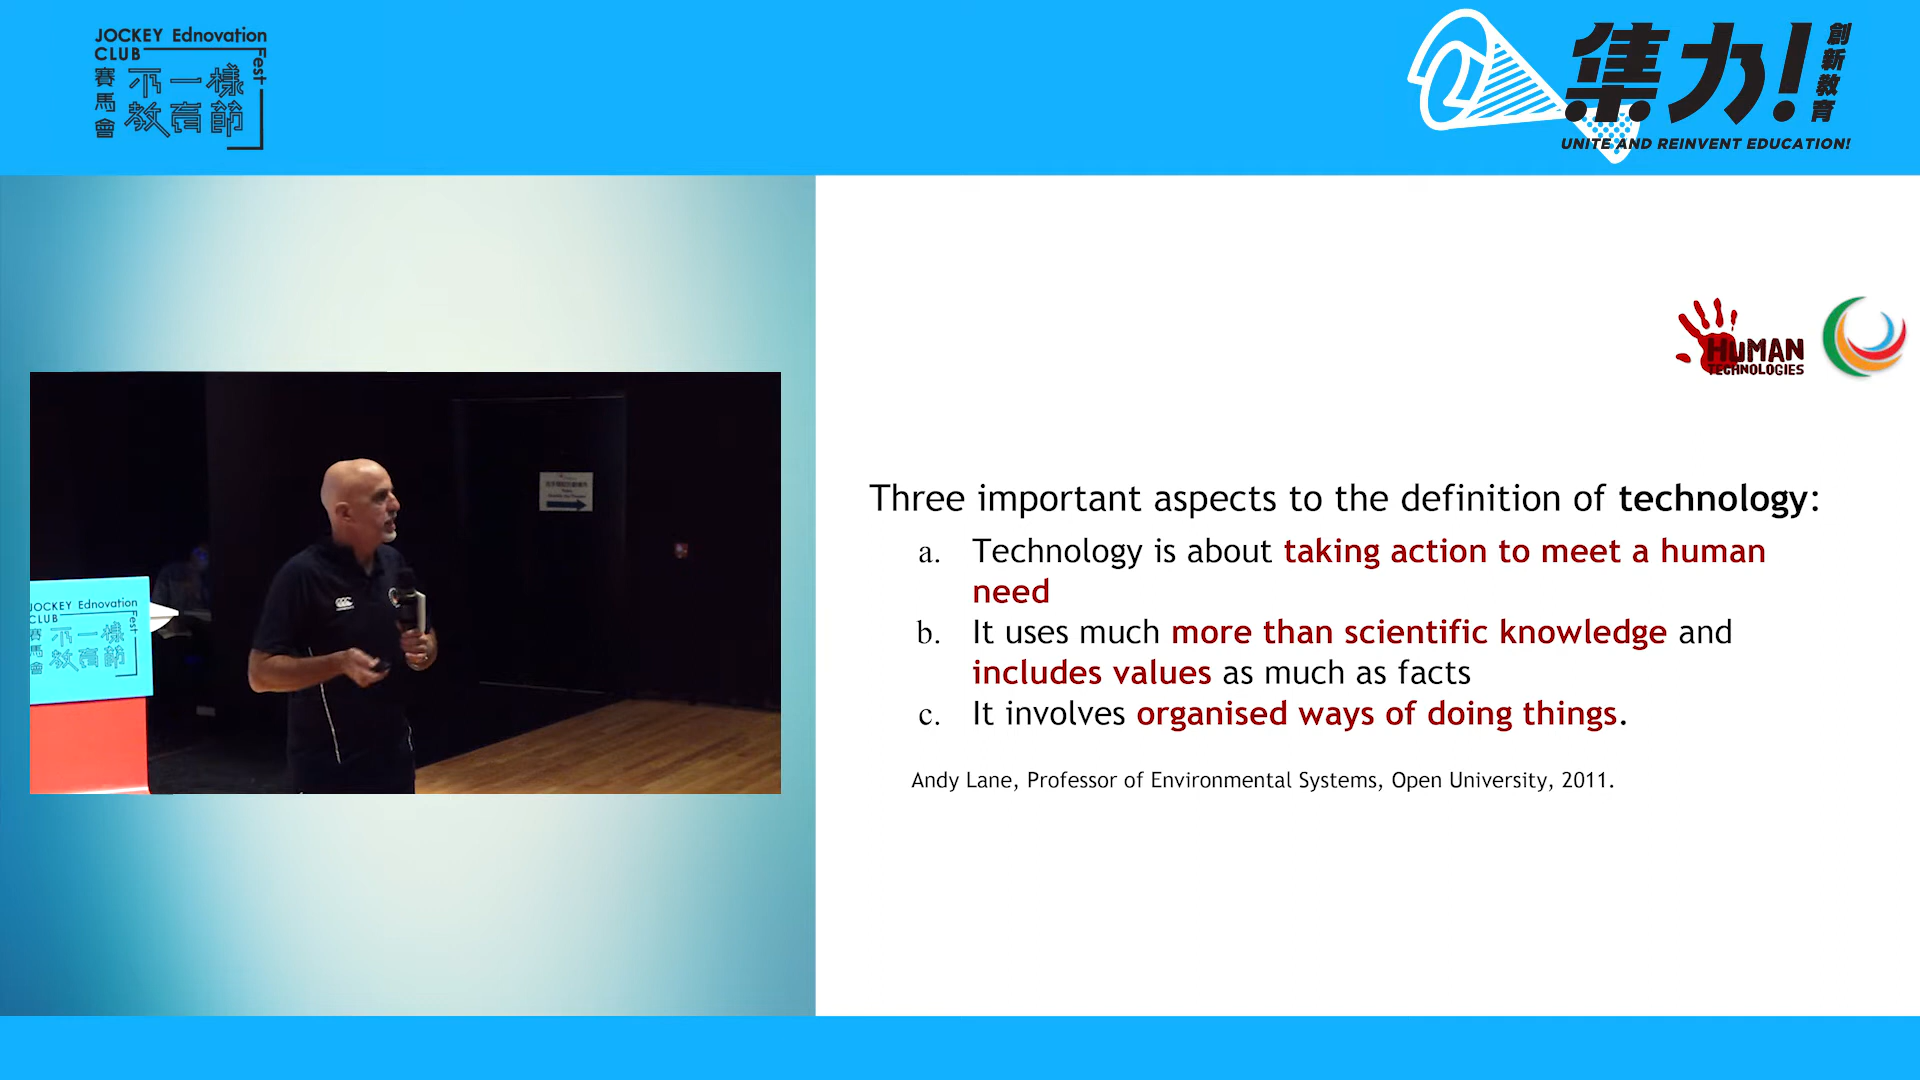 JOCKEY Ednovation
CLUB
Fest
賽馬會
不一樣
教育節
集力!
創新教育
UNITE AND REINVENT EDUCATION!
HUMAN
TECHNOLOGIES
Three important aspects to the definition of technology:
a. Technology is about taking action to meet a human
need
b. It uses much more than scientific knowledge and
includes values as much as facts
c. It involves organised ways of doing things.
Andy Lane, Professor of Environmental Systems, Open University, 2011.
JOCKEY Ednovation
CLUB
Fest
賽馬會
不一樣
教育節